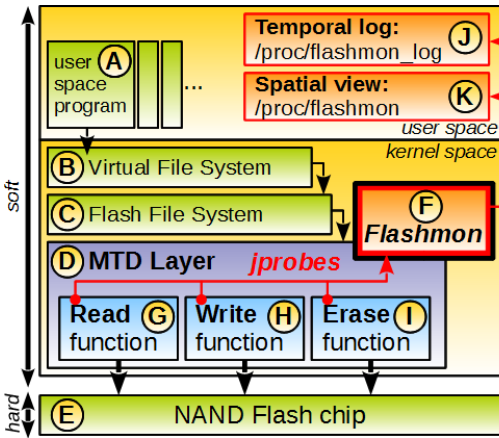 Temporal log:
/proc/flashmon_log
J
user
space
program
A
...
Spatial view:
/proc/flashmon
K
user space
kernel space
soft
B Virtual File System
C Flash File System
F
Flashmon
D MTD Layer
jprobes
Read
function
G
Write
function
H
Erase
function
I
hard
E NAND Flash chip